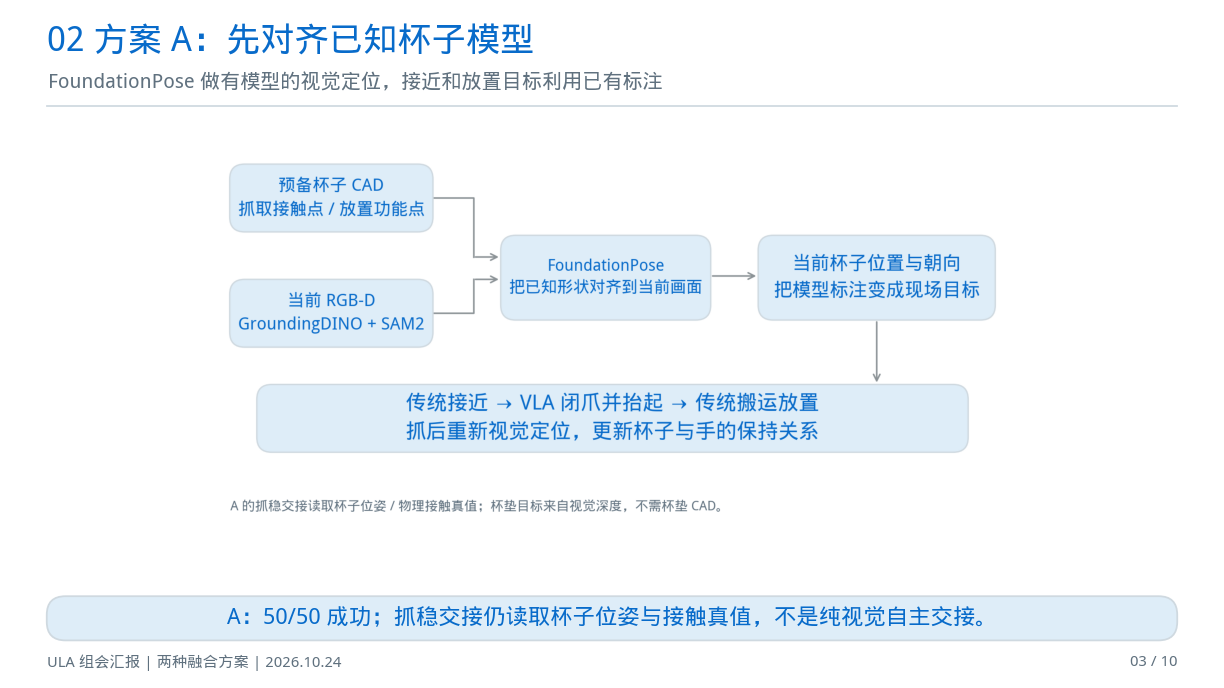 02 方案 A：先对齐已知杯子模型
FoundationPose 做有模型的视觉定位，接近和放置目标利用已有标注
预备杯子 CAD
抓取接触点 / 放置功能点
当前 RGB-D
GroundingDINO + SAM2
FoundationPose
把已知形状对齐到当前画面
当前杯子位置与朝向
把模型标注变成现场目标
传统接近 → VLA 闭爪并抬起 → 传统搬运放置
抓后重新视觉定位，更新杯子与手的保持关系
A 的抓稳交接读取杯子位姿 / 物理接触真值；杯垫目标来自视觉深度，不需杯垫 CAD。
A：50/50 成功；抓稳交接仍读取杯子位姿与接触真值，不是纯视觉自主交接。
ULA 组会汇报 | 两种融合方案 | 2026.10.24
03 / 10